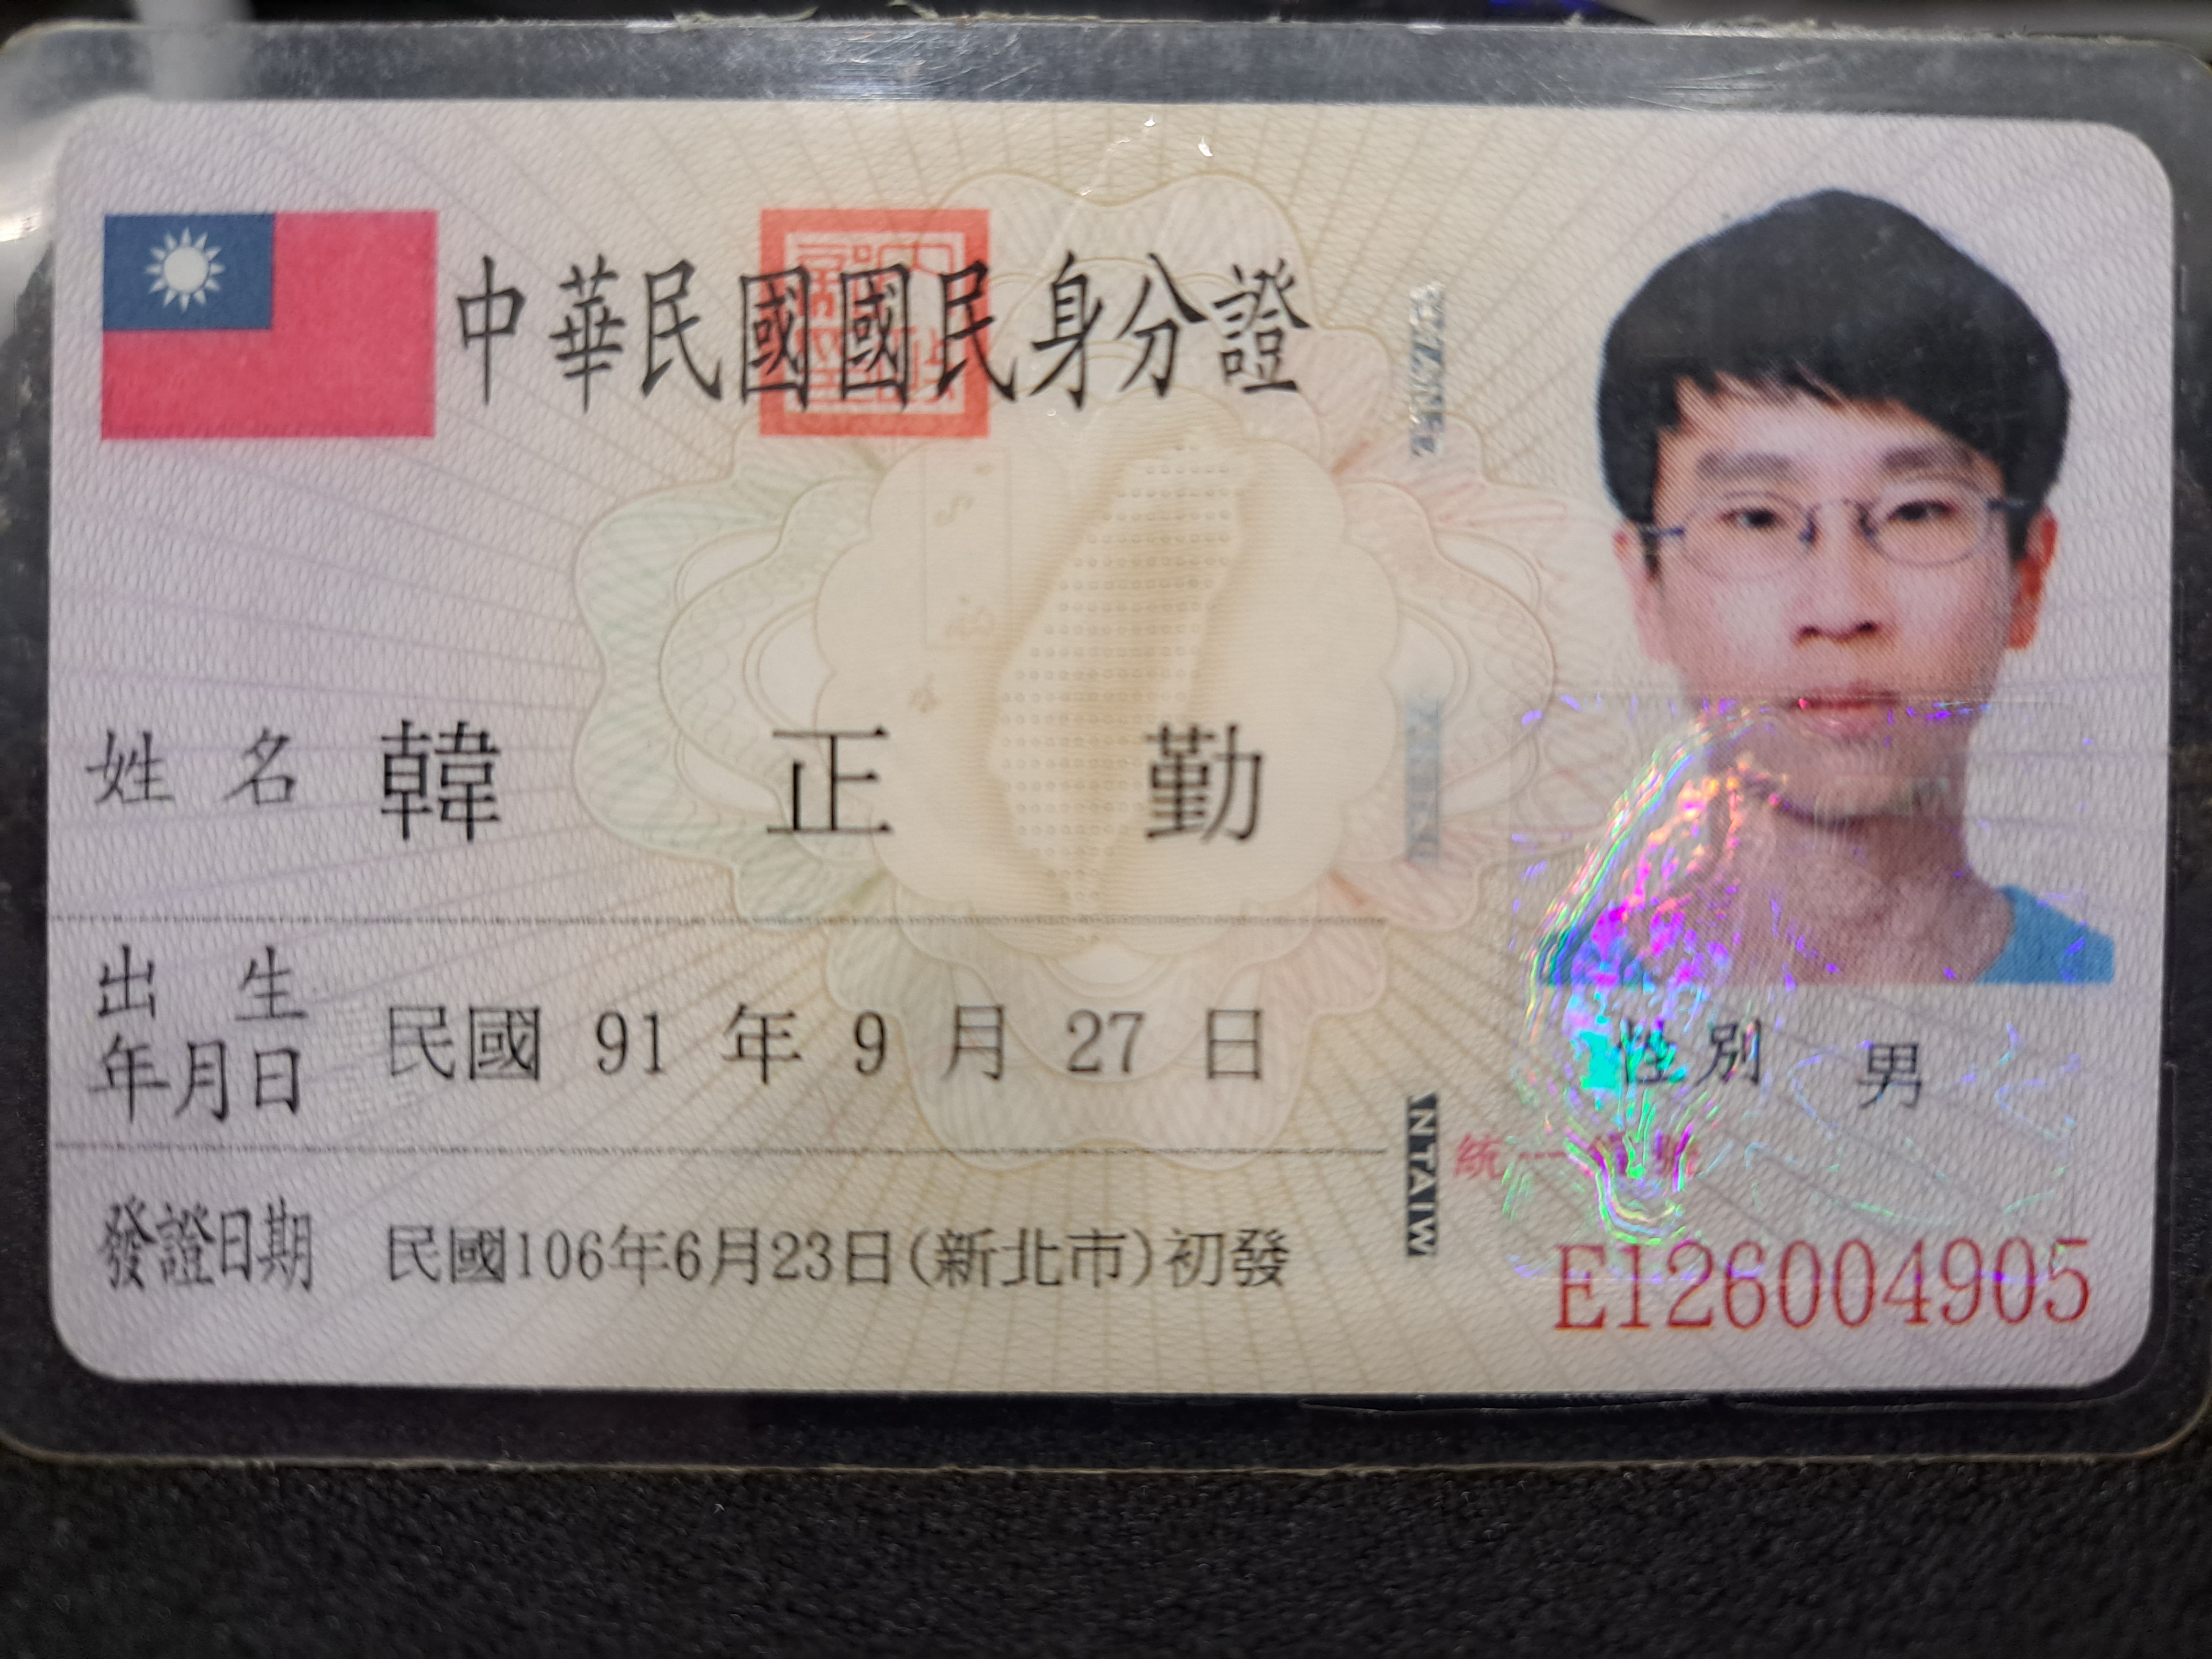 中華民國國民身分證
姓名 韓正勤
出生年月日 民國 91 年 9 月 27 日
發證日期 民國106年6月23日(新北市)初發
性別 男
統一編號
E126004905